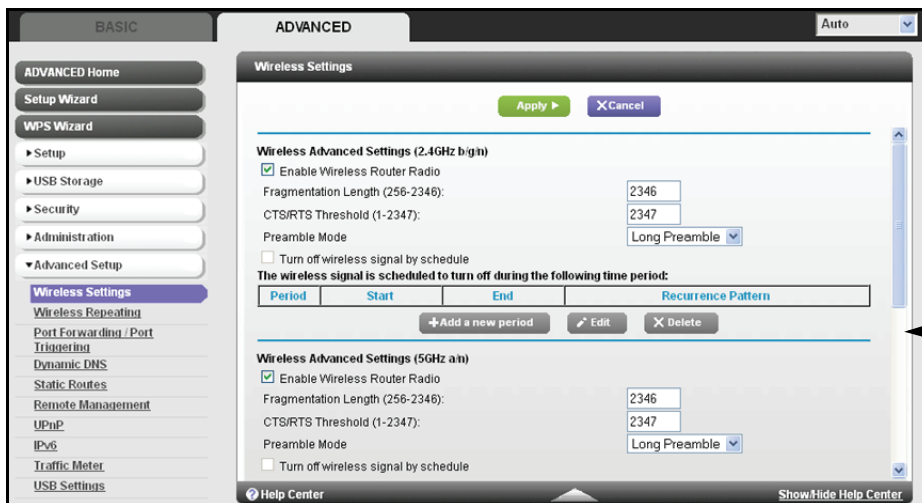 BASIC
ADVANCED
Auto
ADVANCED Home
Setup Wizard
WPS Wizard
Setup
USB Storage
Security
Administration
Advanced Setup
Wireless Settings
Wireless Repeating
Port Forwarding / Port
Triggering
Dynamic DNS
Static Routes
Remote Management
UPnP
IPv6
Traffic Meter
USB Settings
Wireless Settings
Apply
X Cancel
Wireless Advanced Settings (2.4GHz b/g/n)
Enable Wireless Router Radio
Fragmentation Length (256-2346): 2346
CTS/RTS Threshold (1-2347): 2347
Preamble Mode Long Preamble
Turn off wireless signal by schedule
The wireless signal is scheduled to turn off during the following time period:
Period Start End Recurrence Pattern
+Add a new period Edit X Delete
Wireless Advanced Settings (5GHz a/n)
Enable Wireless Router Radio
Fragmentation Length (256-2346): 2346
CTS/RTS Threshold (1-2347): 2347
Preamble Mode Long Preamble
Turn off wireless signal by schedule
Help Center Show/Hide Help Center